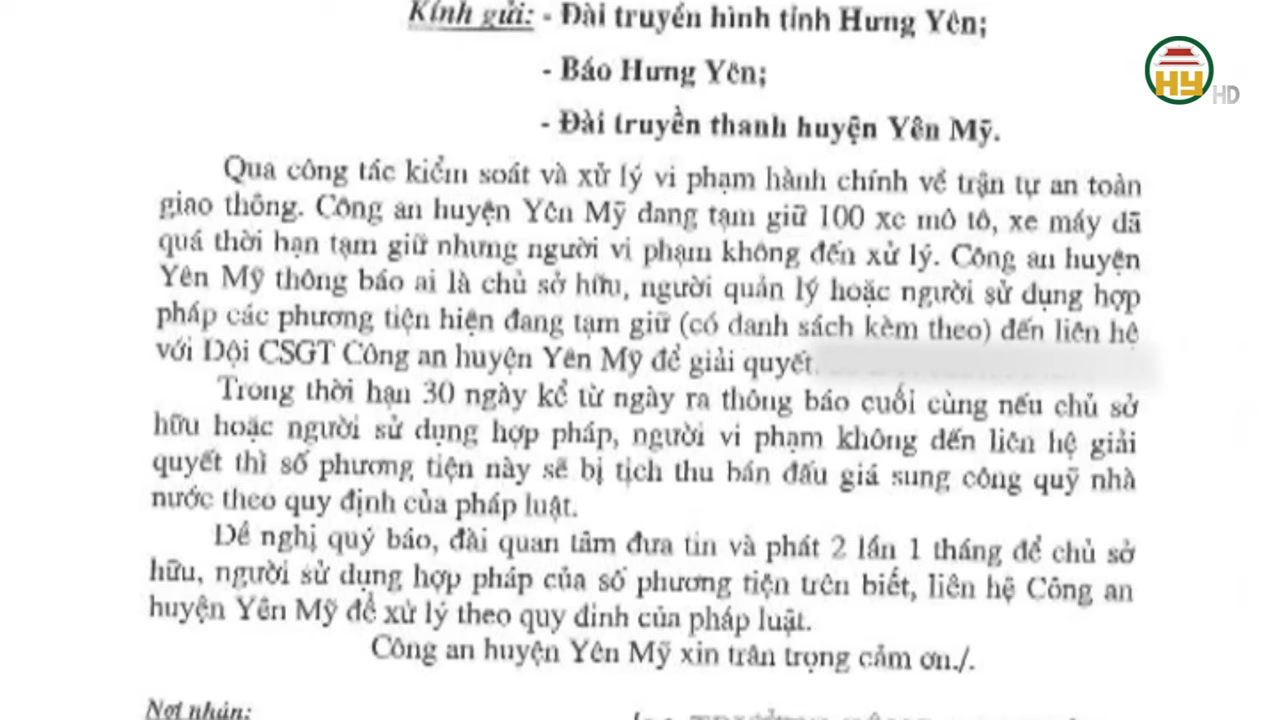 Kính gửi: - Đài truyền hình tỉnh Hưng Yên;
- Báo Hưng Yên;
- Đài truyền thanh huyện Yên Mỹ.
HY HD
Qua công tác kiểm soát và xử lý vi phạm hành chính về trận tự an toàn
giao thông. Công an huyện Yên Mỹ đang tạm giữ 100 xe mô tô, xe máy đã
quá thời hạn tạm giữ nhưng người vi phạm không đến xử lý. Công an huyện
Yên Mỹ thông báo ai là chủ sở hữu, người quản lý hoặc người sử dụng hợp
pháp các phương tiện hiện đang tạm giữ (có danh sách kèm theo) đến liên hệ
với Đội CSGT Công an huyện Yên Mỹ để giải quyết.
Trong thời hạn 30 ngày kể từ ngày ra thông báo cuối cùng nếu chủ sở
hữu hoặc người sử dụng hợp pháp, người vi phạm không đến liên hệ giải
quyết thì số phương tiện này sẽ bị tịch thu bán đấu giá sung công quỹ nhà
nước theo quy định của pháp luật.
Đề nghị quý báo, đài quan tâm đưa tin và phát 2 lần 1 tháng để chủ sở
hữu, người sử dụng hợp pháp của số phương tiện trên biết, liên hệ Công an
huyện Yên Mỹ để xử lý theo quy định của pháp luật.
Công an huyện Yên Mỹ xin trân trọng cảm ơn./.
Nơi nhận: